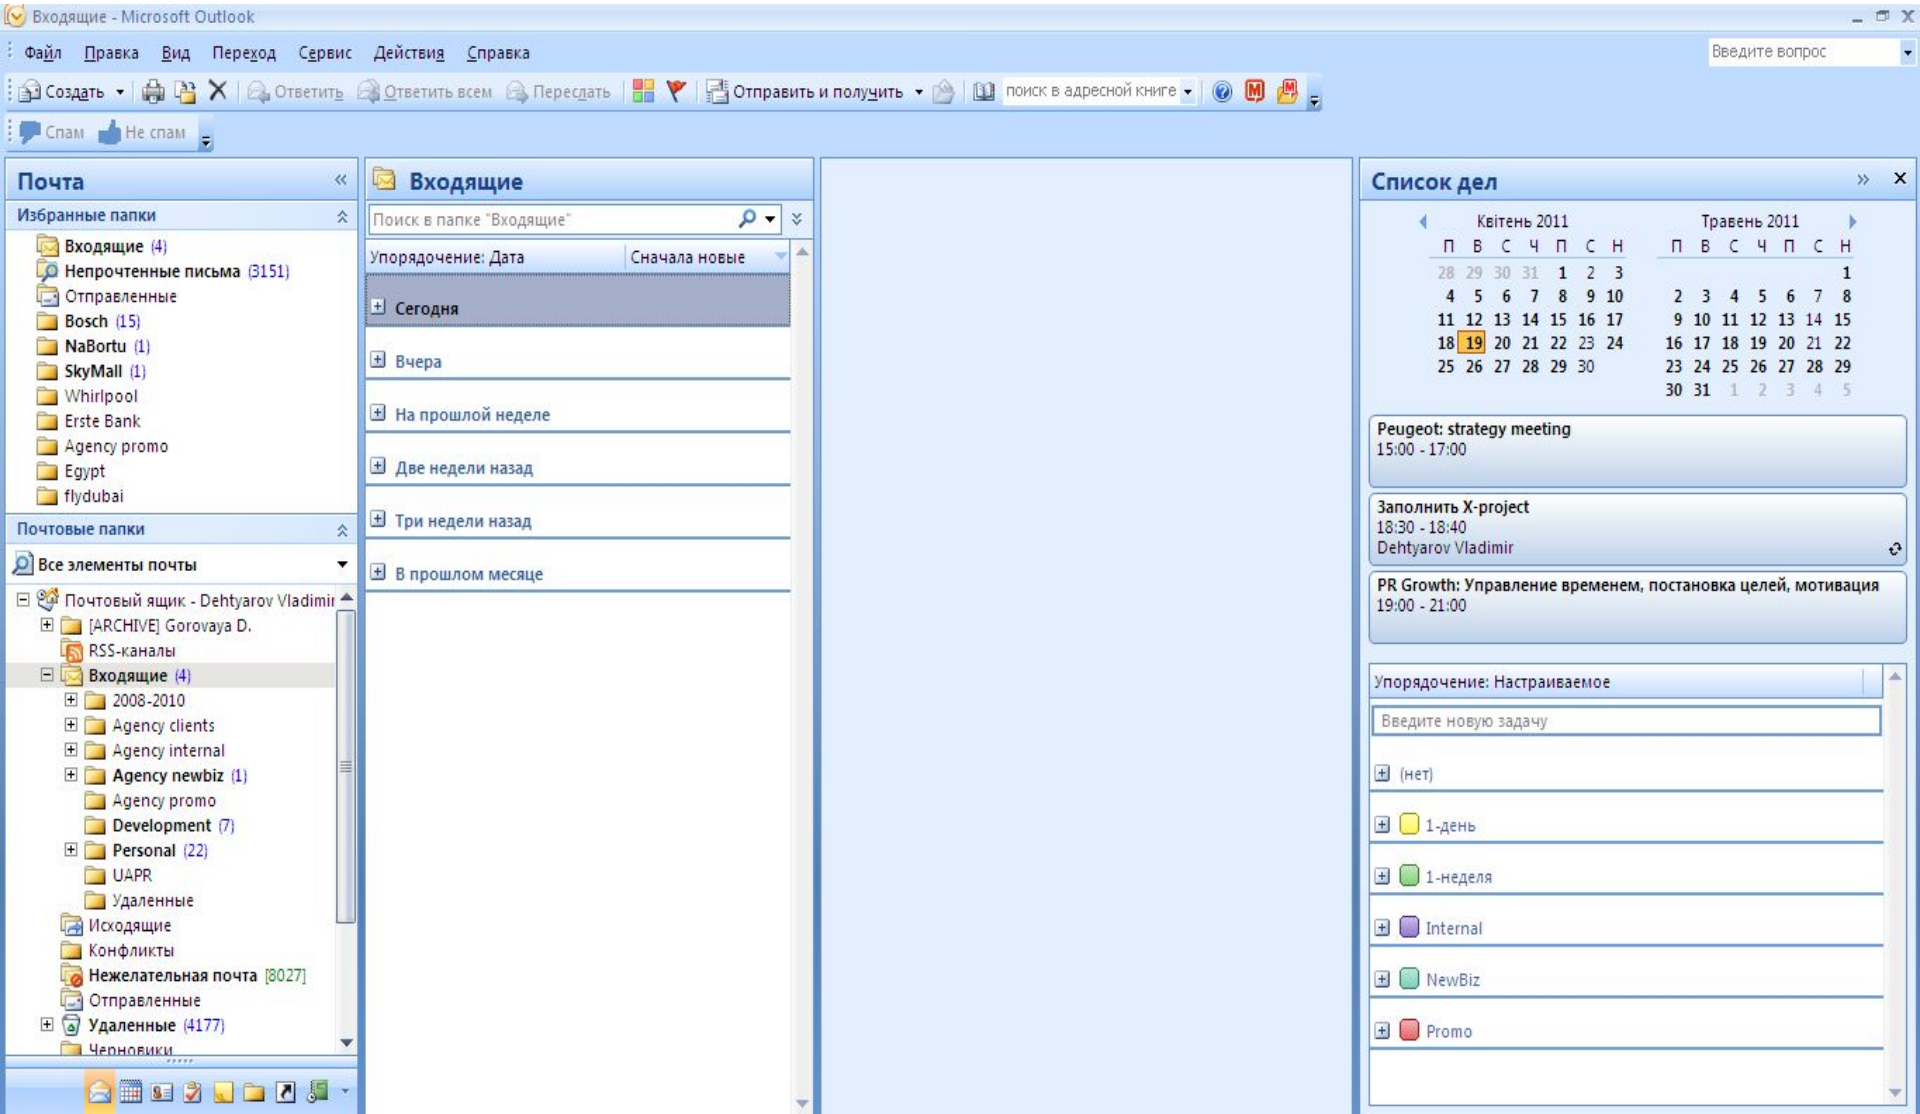 Входящие - Microsoft Outlook
Файл Правка Вид Переход Сервис Действия Справка
Введите вопрос
Создать Ответить Ответить всем Переслать Отправить и получить поиск в адресной книге
Спам Не спам
Почта
Избранные папки
Входящие (4)
Непрочтенные письма (3151)
Отправленные
Bosch (15)
NaBortu (1)
SkyMall (1)
Whirlpool
Erste Bank
Agency promo
Egypt
flydubai
Почтовые папки
Все элементы почты
Почтовый ящик - Dehtyarov Vladimir
[ARCHIVE] Gorovaya D.
RSS-каналы
Входящие (4)
2008-2010
Agency clients
Agency internal
Agency newbiz (1)
Agency promo
Development (7)
Personal (22)
UAPR
Удаленные
Исходящие
Конфликты
Нежелательная почта [8027]
Отправленные
Удаленные (4177)
Черновики
Входящие
Поиск в папке "Входящие"
Упорядочение: Дата Сначала новые
Сегодня
Вчера
На прошлой неделе
Две недели назад
Три недели назад
В прошлом месяце
Список дел
Квітень 2011
П В С Ч П С Н
28 29 30 31 1 2 3
4 5 6 7 8 9 10
11 12 13 14 15 16 17
18 19 20 21 22 23 24
25 26 27 28 29 30
Травень 2011
П В С Ч П С Н
1
2 3 4 5 6 7 8
9 10 11 12 13 14 15
16 17 18 19 20 21 22
23 24 25 26 27 28 29
30 31 1 2 3 4 5
Peugeot: strategy meeting
15:00 - 17:00
Заполнить X-project
18:30 - 18:40
Dehtyarov Vladimir
PR Growth: Управление временем, постановка целей, мотивация
19:00 - 21:00
Упорядочение: Настраиваемое
Введите новую задачу
(нет)
1-день
1-неделя
Internal
NewBiz
Promo